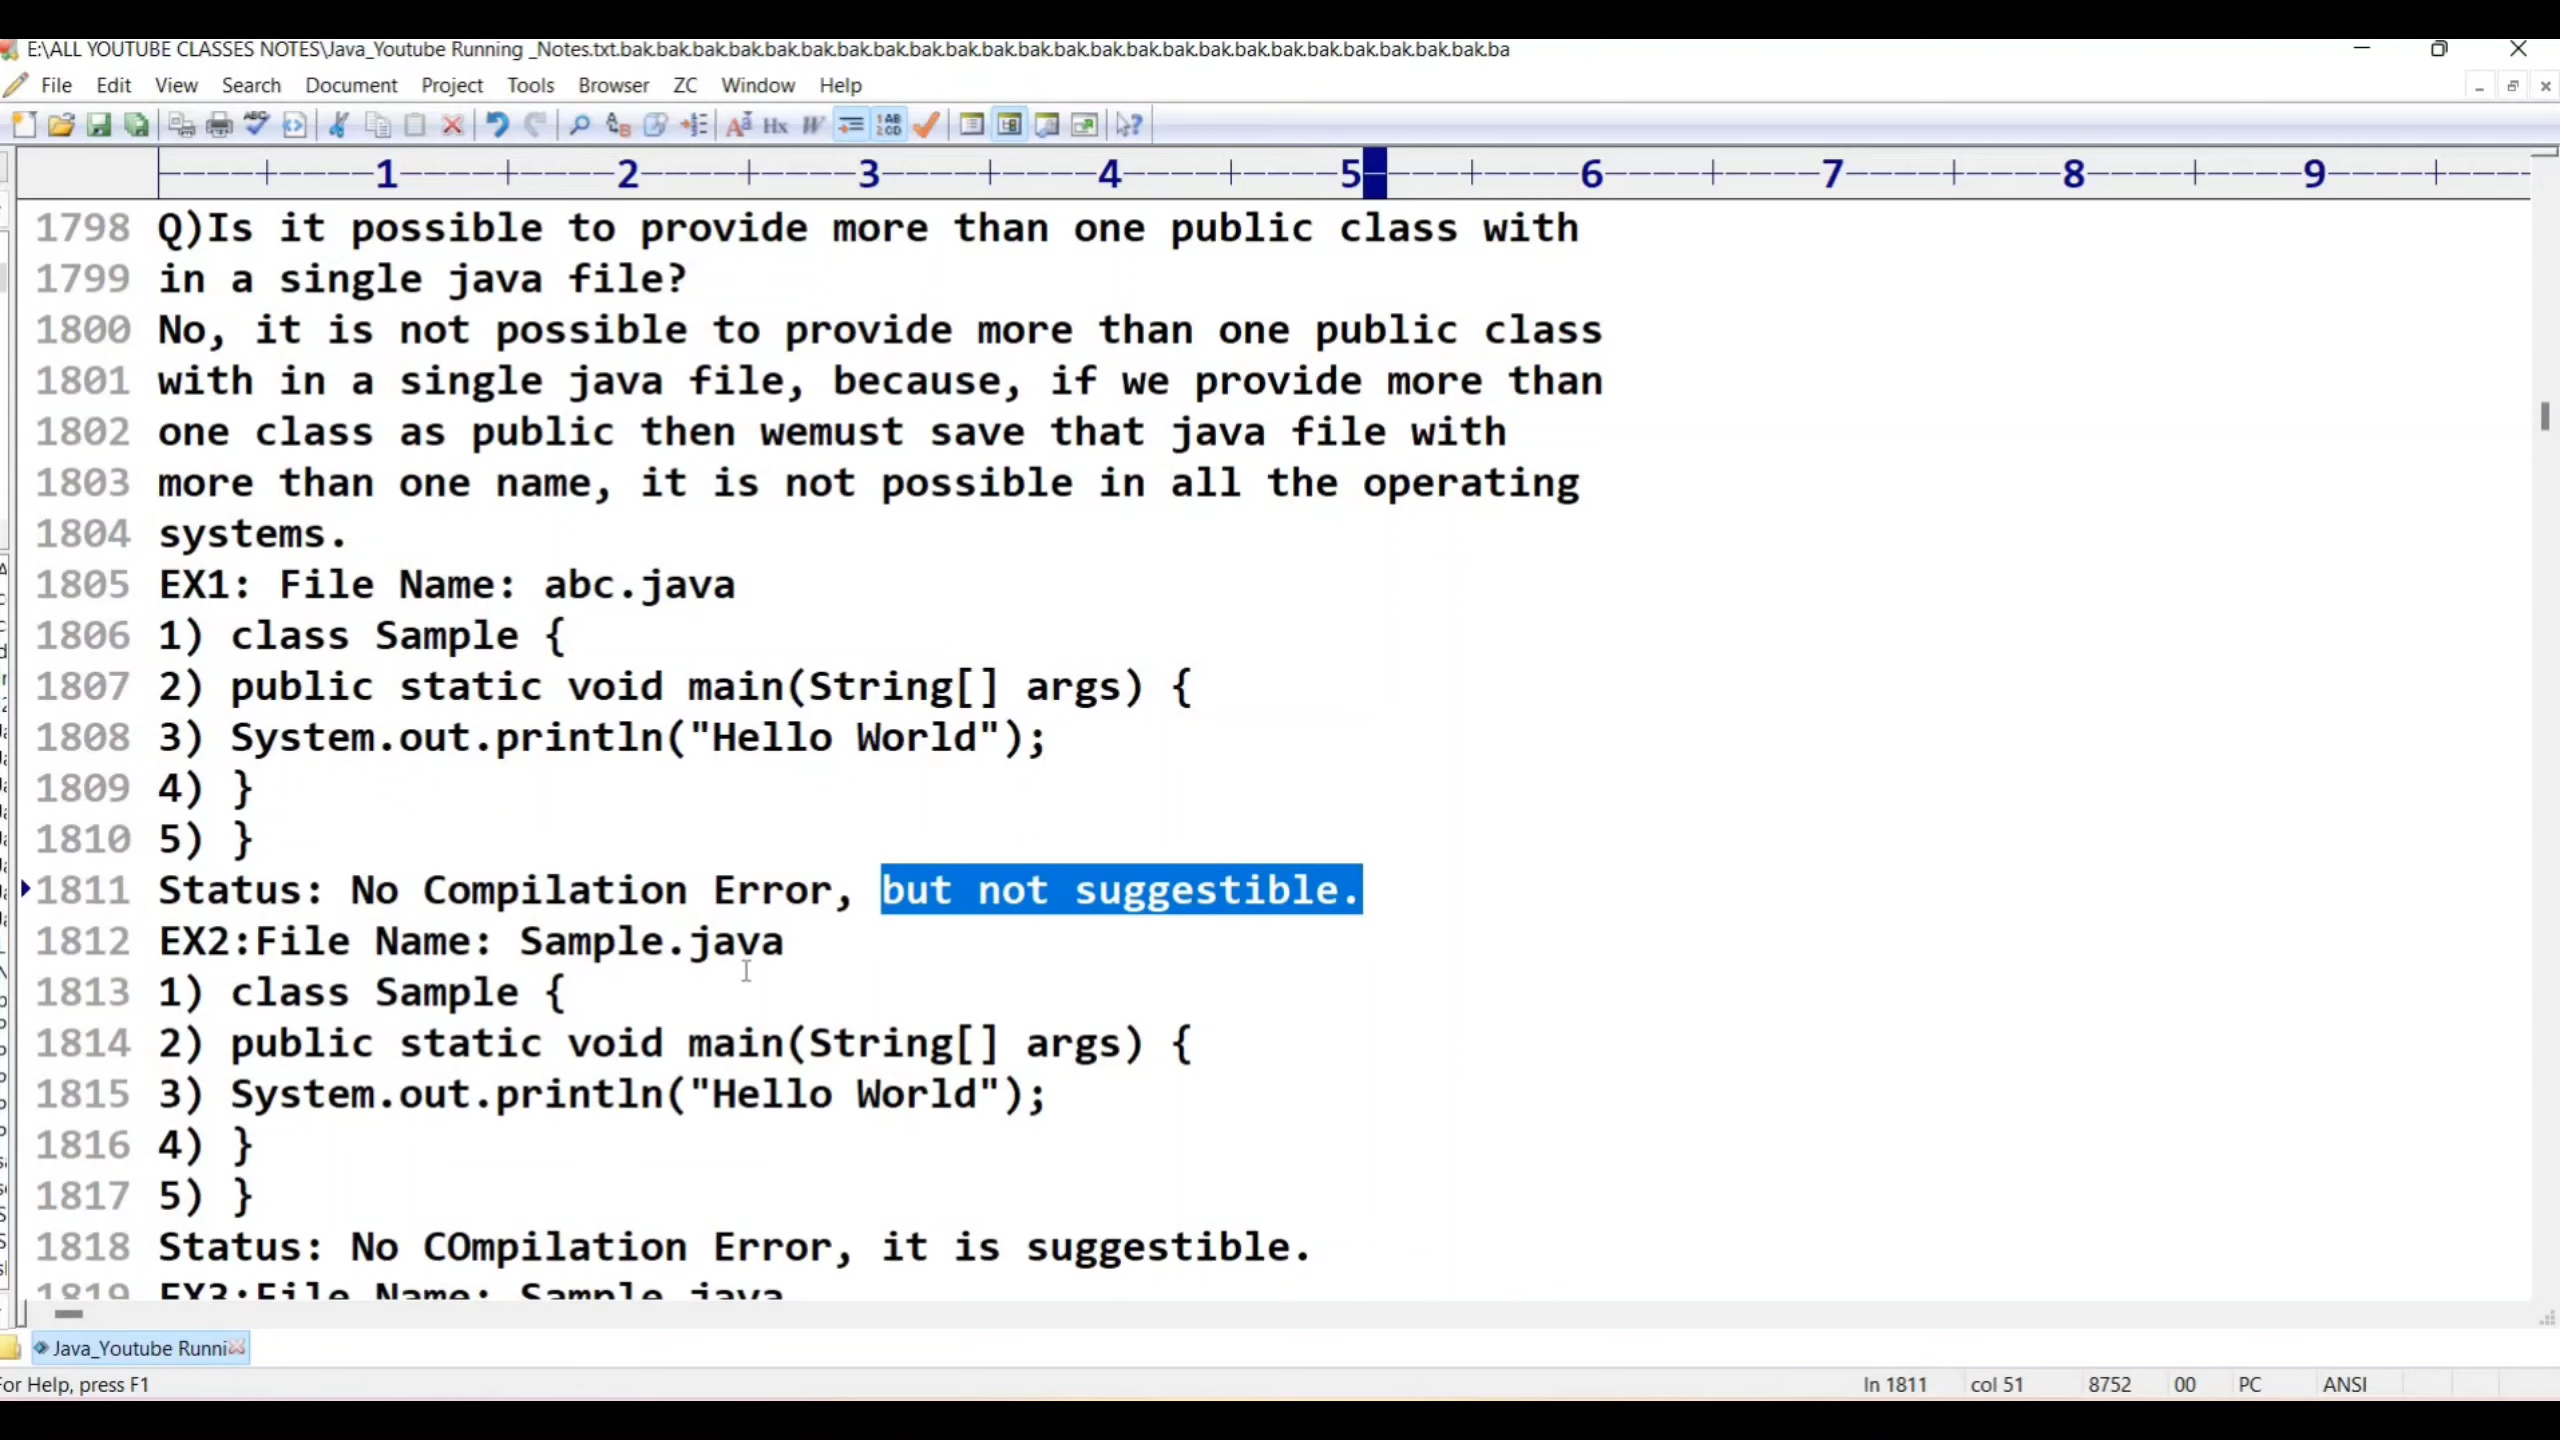 E:\ALL YOUTUBE CLASSES NOTES\Java_Youtube Running _Notes.txt.bak.bak.bak.bak.bak.bak.bak.bak.bak.bak.bak.bak.bak.bak.bak.bak.bak.bak.bak.bak.bak.bak.bak.bak.ba
File Edit View Search Document Project Tools Browser ZC Window Help
----+----1----+----2----+----3----+----4----+----5----+----6----+----7----+----8----+----9----+---
1798 Q)Is it possible to provide more than one public class with
1799 in a single java file?
1800 No, it is not possible to provide more than one public class
1801 with in a single java file, because, if we provide more than
1802 one class as public then wemust save that java file with
1803 more than one name, it is not possible in all the operating
1804 systems.
1805 EX1: File Name: abc.java
1806 1) class Sample {
1807 2) public static void main(String[] args) {
1808 3) System.out.println("Hello World");
1809 4) }
1810 5) }
1811 Status: No Compilation Error, but not suggestible.
1812 EX2:File Name: Sample.java
1813 1) class Sample {
1814 2) public static void main(String[] args) {
1815 3) System.out.println("Hello World");
1816 4) }
1817 5) }
1818 Status: No COmpilation Error, it is suggestible.
1819 EX3:File Name: Sample.java
Java_Youtube Runni
For Help, press F1 ln 1811 col 51 8752 00 PC ANSI